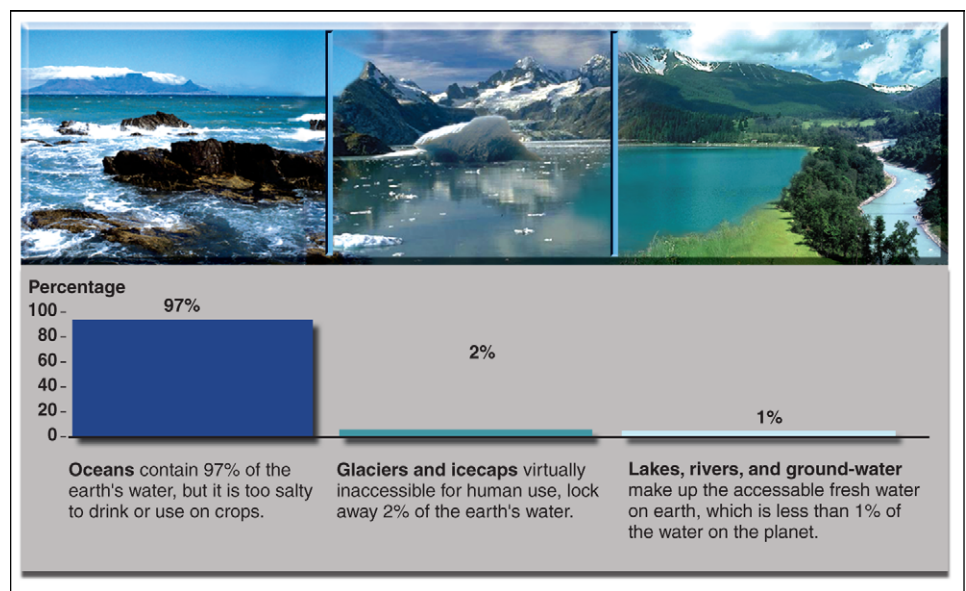 Percentage
100
97%
80
60
2%
40
20
1%
0
Oceans contain 97% of the
earth's water, but it is too salty
to drink or use on crops.
Glaciers and icecaps virtually
inaccessible for human use, lock
away 2% of the earth's water.
Lakes, rivers, and ground-water
make up the accessable fresh water
on earth, which is less than 1% of
the water on the planet.